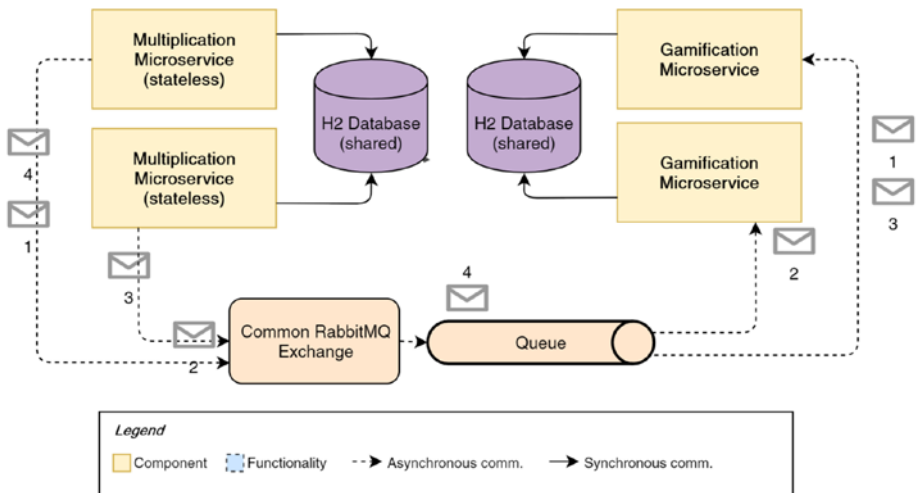 Multiplication
Microservice
(stateless)
H2 Database
(shared)
H2 Database
(shared)
Gamification
Microservice
Multiplication
Microservice
(stateless)
Gamification
Microservice
4
1
3
2
4
2
1
3
Common RabbitMQ
Exchange
Queue
Legend
Component
Functionality
Asynchronous comm.
Synchronous comm.